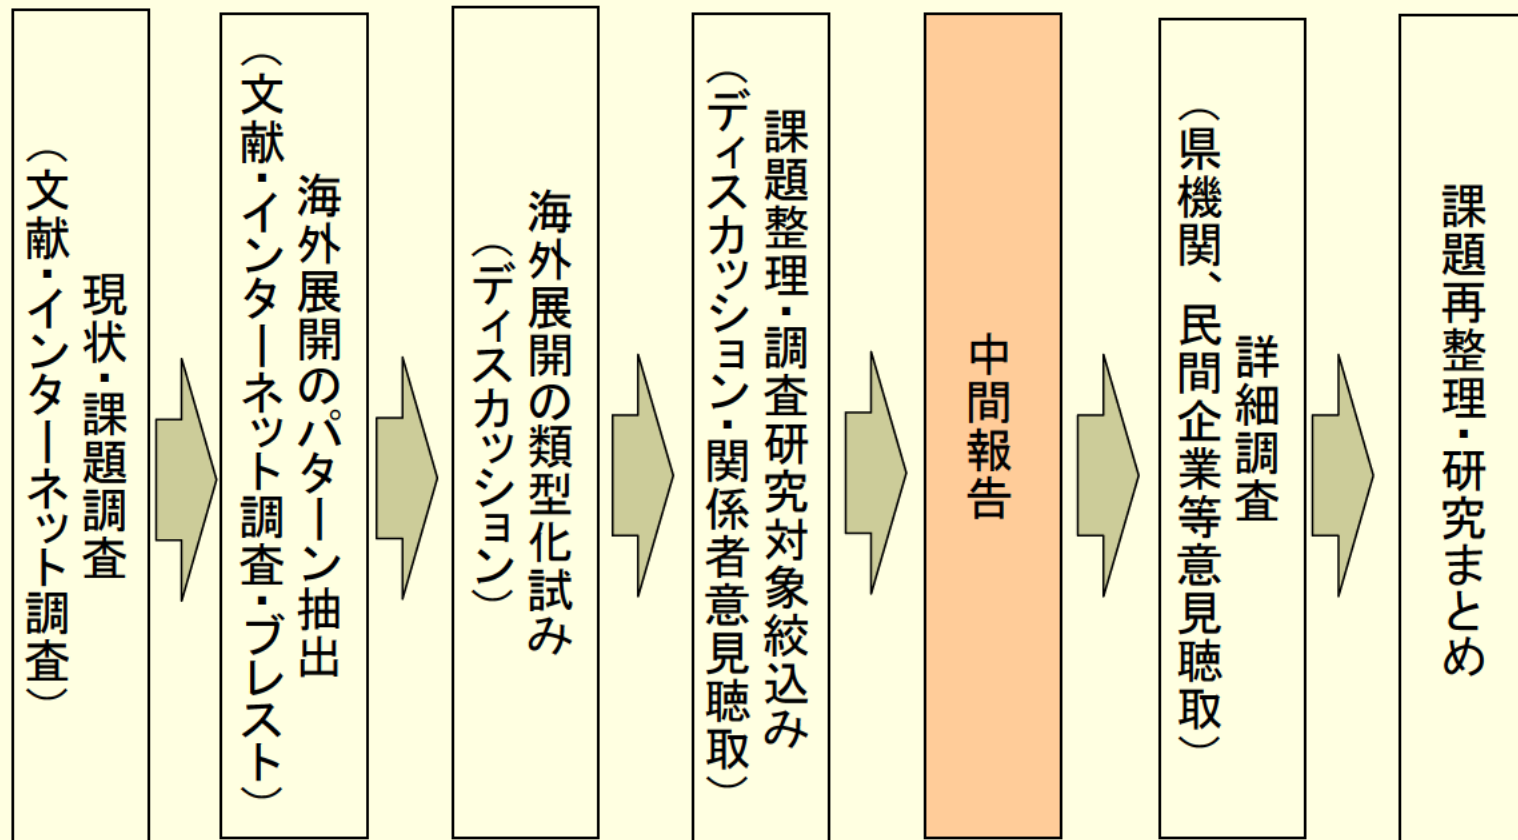 現状・課題調査
（文献・インターネット調査）
海外展開のパターン抽出
（文献・インターネット調査・ブレスト）
海外展開の類型化試み
（ディスカッション）
課題整理・調査研究対象絞込み
（ディスカッション・関係者意見聴取）
中間報告
詳細調査
（県機関、民間企業等意見聴取）
課題再整理・研究まとめ